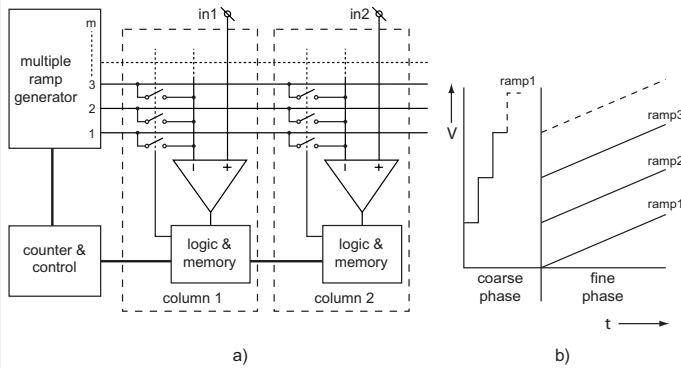 in1
in2
m
multiple
ramp
generator
3
2
1
− +
− +
counter &
control
logic &
memory
logic &
memory
column 1
column 2
a)
V
ramp1
ramp3
ramp2
ramp1
coarse
phase
fine
phase
t
b)